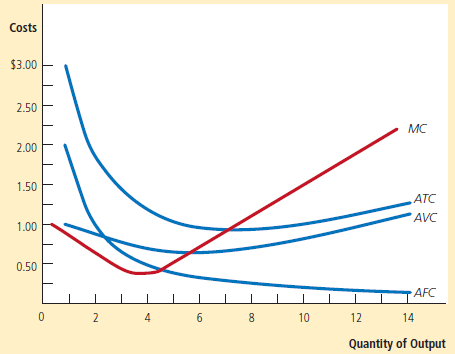 Costs
$3.00
2.50
2.00
1.50
1.00
0.50
MC
ATC
AVC
AFC
0 2 4 6 8 10 12 14
Quantity of Output